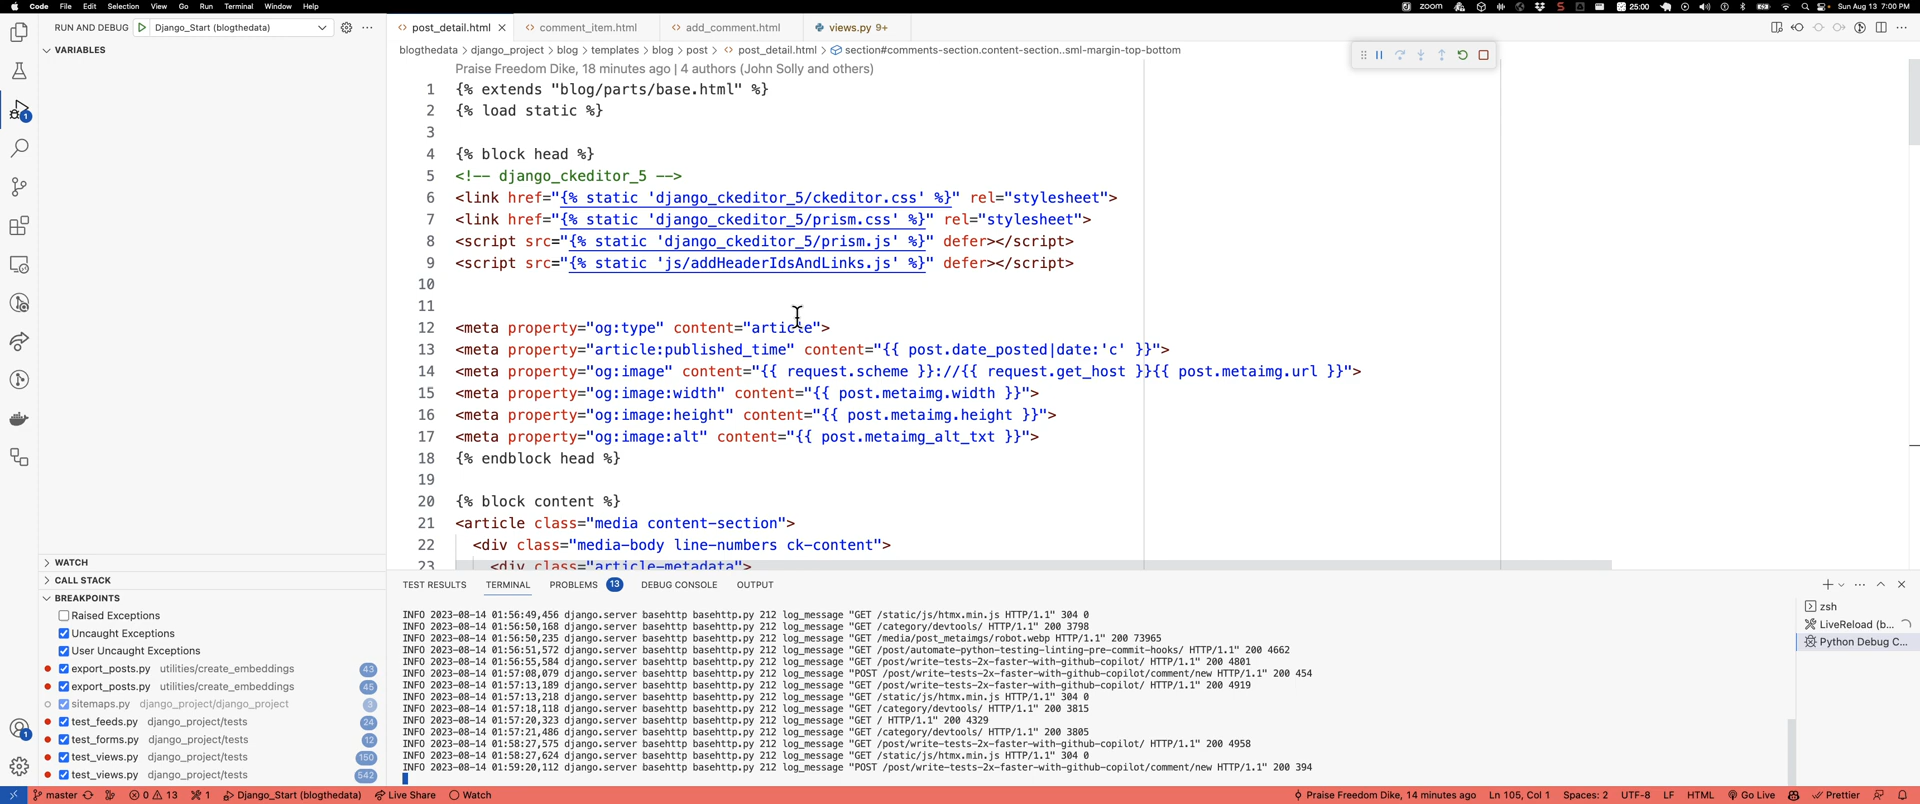 Code File Edit Selection View Go Run Terminal Window Help
zoom 25:00 Sun Aug 13 7:00 PM
RUN AND DEBUG Django_Start (blogthedata)
post_detail.html comment_item.html add_comment.html views.py 9+
blogthedata > django_project > blog > templates > blog > post > post_detail.html > section#comments-section.content-section..sml-margin-top-bottom
VARIABLES
Praise Freedom Dike, 18 minutes ago | 4 authors (John Solly and others)
1 {% extends "blog/parts/base.html" %}
2 {% load static %}
3
4 {% block head %}
5 <!-- django_ckeditor_5 -->
6 <link href="{% static 'django_ckeditor_5/ckeditor.css' %}" rel="stylesheet">
7 <link href="{% static 'django_ckeditor_5/prism.css' %}" rel="stylesheet">
8 <script src="{% static 'django_ckeditor_5/prism.js' %}" defer></script>
9 <script src="{% static 'js/addHeaderIdsAndLinks.js' %}" defer></script>
10
11
12 <meta property="og:type" content="article">
13 <meta property="article:published_time" content="{{ post.date_posted|date:'c' }}">
14 <meta property="og:image" content="{{ request.scheme }}://{{ request.get_host }}{{ post.metaimg.url }}">
15 <meta property="og:image:width" content="{{ post.metaimg.width }}">
16 <meta property="og:image:height" content="{{ post.metaimg.height }}">
17 <meta property="og:image:alt" content="{{ post.metaimg_alt_txt }}">
18 {% endblock head %}
19
20 {% block content %}
21 <article class="media content-section">
22 <div class="media-body line-numbers ck-content">
23 <div class="article-metadata">
WATCH
CALL STACK
BREAKPOINTS
Raised Exceptions
Uncaught Exceptions
User Uncaught Exceptions
export_posts.py utilities/create_embeddings 43
export_posts.py utilities/create_embeddings 45
sitemaps.py django_project/django_project 3
test_feeds.py django_project/tests 24
test_forms.py django_project/tests 12
test_views.py django_project/tests 150
test_views.py django_project/tests 542
TEST RESULTS TERMINAL PROBLEMS 13 DEBUG CONSOLE OUTPUT
INFO 2023-08-14 01:56:49,456 django.server basehttp basehttp.py 212 log_message "GET /static/js/htmx.min.js HTTP/1.1" 304 0
INFO 2023-08-14 01:56:50,168 django.server basehttp basehttp.py 212 log_message "GET /category/devtools/ HTTP/1.1" 200 3798
INFO 2023-08-14 01:56:50,235 django.server basehttp basehttp.py 212 log_message "GET /media/post_metaimgs/robot.webp HTTP/1.1" 200 73965
INFO 2023-08-14 01:56:51,572 django.server basehttp basehttp.py 212 log_message "GET /post/automate-python-testing-linting-pre-commit-hooks/ HTTP/1.1" 200 4662
INFO 2023-08-14 01:56:55,584 django.server basehttp basehttp.py 212 log_message "GET /post/write-tests-2x-faster-with-github-copilot/ HTTP/1.1" 200 4801
INFO 2023-08-14 01:57:08,079 django.server basehttp basehttp.py 212 log_message "POST /post/write-tests-2x-faster-with-github-copilot/comment/new HTTP/1.1" 200 454
INFO 2023-08-14 01:57:13,189 django.server basehttp basehttp.py 212 log_message "GET /post/write-tests-2x-faster-with-github-copilot/ HTTP/1.1" 200 4919
INFO 2023-08-14 01:57:13,218 django.server basehttp basehttp.py 212 log_message "GET /static/js/htmx.min.js HTTP/1.1" 304 0
INFO 2023-08-14 01:57:18,118 django.server basehttp basehttp.py 212 log_message "GET /category/devtools/ HTTP/1.1" 200 3815
INFO 2023-08-14 01:57:20,323 django.server basehttp basehttp.py 212 log_message "GET / HTTP/1.1" 200 4329
INFO 2023-08-14 01:57:21,486 django.server basehttp basehttp.py 212 log_message "GET /category/devtools/ HTTP/1.1" 200 3805
INFO 2023-08-14 01:58:27,575 django.server basehttp basehttp.py 212 log_message "GET /post/write-tests-2x-faster-with-github-copilot/ HTTP/1.1" 200 4958
INFO 2023-08-14 01:58:27,624 django.server basehttp basehttp.py 212 log_message "GET /static/js/htmx.min.js HTTP/1.1" 304 0
INFO 2023-08-14 01:59:20,112 django.server basehttp basehttp.py 212 log_message "POST /post/write-tests-2x-faster-with-github-copilot/comment/new HTTP/1.1" 200 394
zsh
LiveReload (b...
Python Debug C...
master 0 13 1 Django_Start (blogthedata) Live Share Watch
Praise Freedom Dike, 14 minutes ago Ln 105, Col 1 Spaces: 2 UTF-8 LF HTML Go Live Prettier